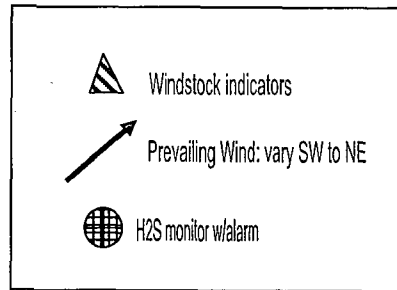 Windstock indicators
Prevailing Wind: vary SW to NE
H2S monitor w/alarm